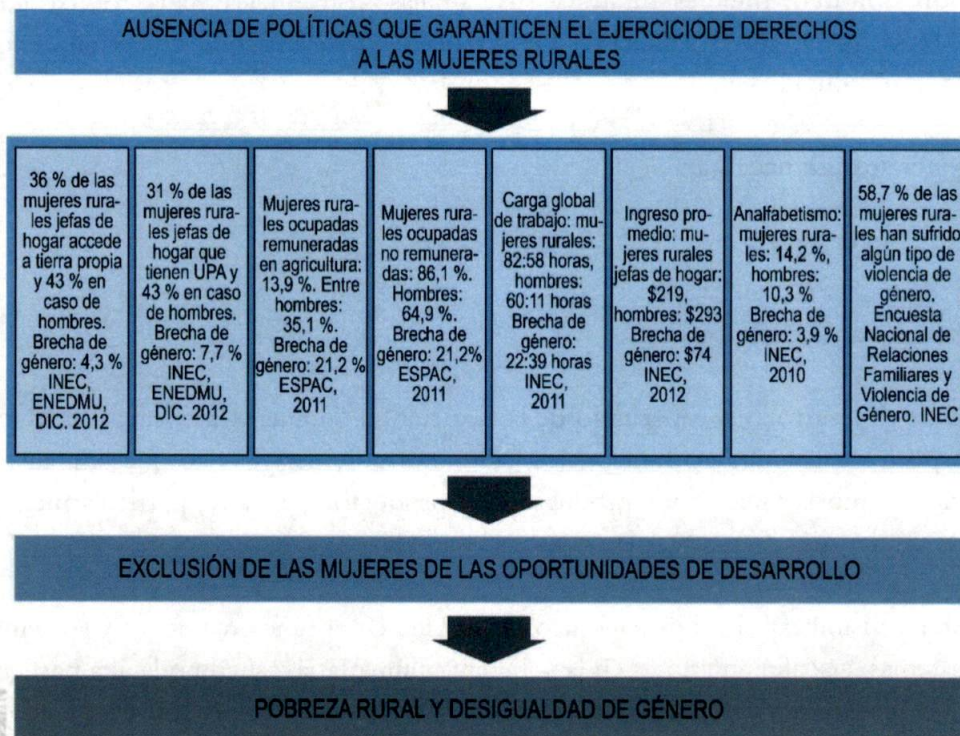 AUSENCIA DE POLÍTICAS QUE GARANTICEN EL EJERCICIODE DERECHOS
A LAS MUJERES RURALES
36 % de las
mujeres rura-
les jefas de
hogar accede
a tierra propia
y 43 % en
caso de
hombres.
Brecha de
género: 4,3 %
INEC,
ENEDMU,
DIC. 2012
31 % de las
mujeres rura-
les jefas de
hogar que
tienen UPA y
43 % en caso
de hombres.
Brecha de
género: 7,7 %
INEC,
ENEDMU,
DIC. 2012
Mujeres rura-
les ocupadas
remuneradas
en agricultura:
13,9 %. Entre
hombres:
35,1 %.
Brecha de
género: 21,2 %
ESPAC,
2011
Mujeres rura-
les ocupadas
no remunera-
das: 86,1 %.
Hombres:
64,9 %.
Brecha de
género: 21,2%
ESPAC,
2011
Carga global
de trabajo: mu-
jeres rurales:
82:58 horas,
hombres:
60:11 horas
Brecha de
género:
22:39 horas
INEC,
2011
Ingreso pro-
medio: mu-
jeres rurales
jefas de hogar:
$219,
hombres: $293
Brecha de
género: $74
INEC,
2012
Analfabetismo:
mujeres rura-
les: 14,2 %,
hombres:
10,3 %
Brecha de
género: 3,9 %
INEC,
2010
58,7 % de las
mujeres rura-
les han sufrido
algún tipo de
violencia de
género.
Encuesta
Nacional de
Relaciones
Familiares y
Violencia de
Género. INEC
EXCLUSIÓN DE LAS MUJERES DE LAS OPORTUNIDADES DE DESARROLLO
POBREZA RURAL Y DESIGUALDAD DE GÉNERO